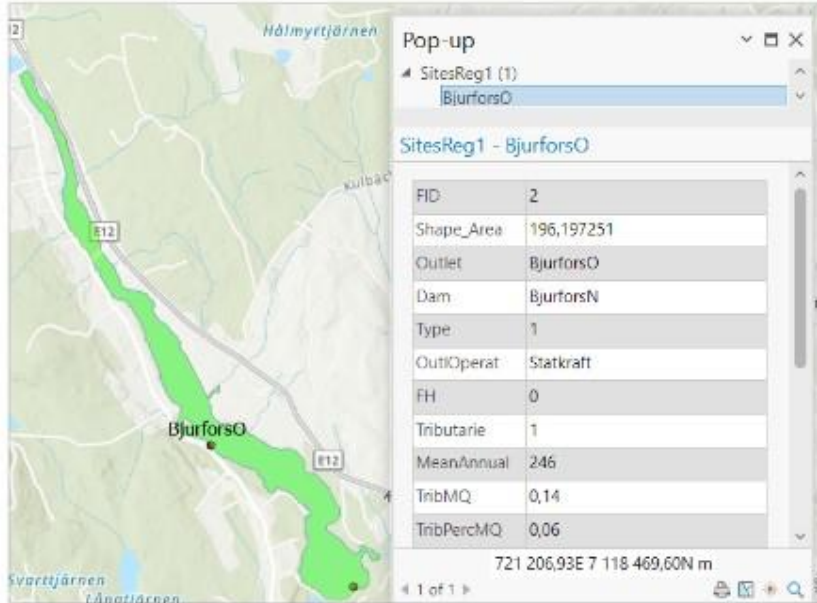 Hålmyrtjärnen
E12
BjurforsO
E12
Svarttjärnen
Långtjärnen
Pop-up
SitesReg1 (1)
BjurforsO
SitesReg1 - BjurforsO
FID 2
Shape_Area 196,197251
Outlet BjurforsO
Dam BjurforsN
Type 1
OutlOperat Statkraft
FH 0
Tributarie 1
MeanAnnual 246
TribMQ 0,14
TribPercMQ 0,06
721 206,93E 7 118 469,60N m
1 of 1